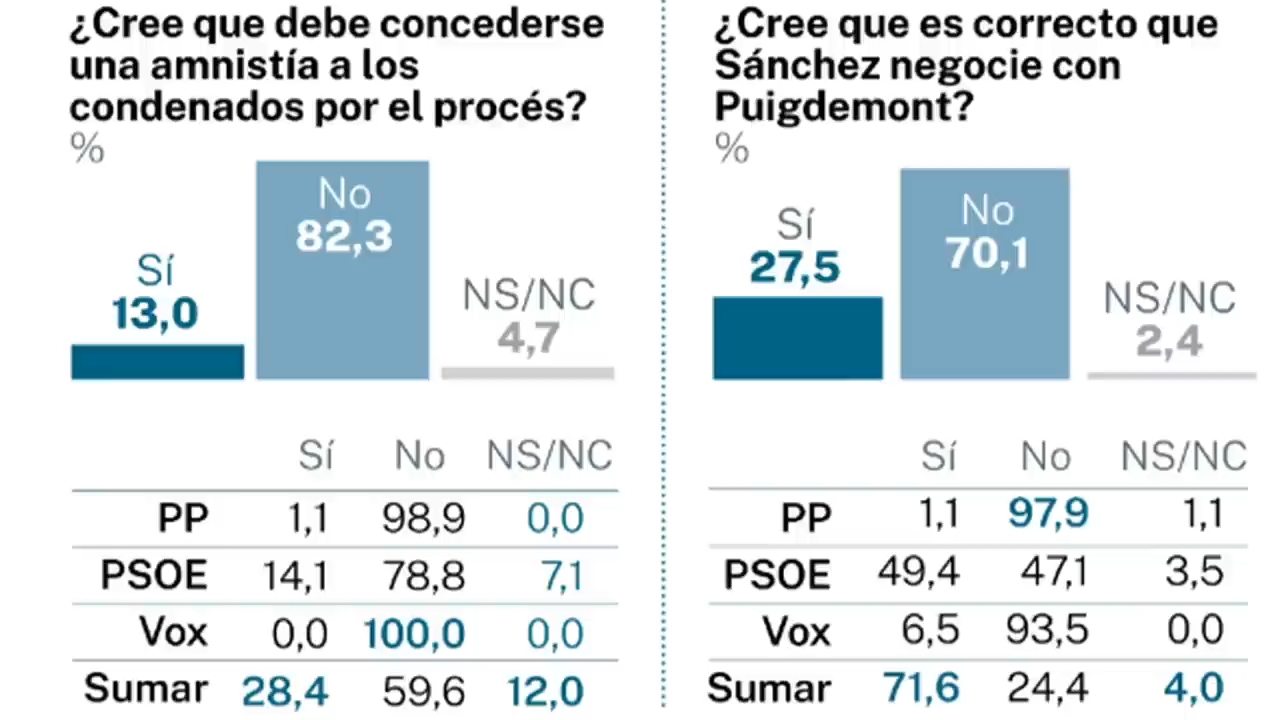 ¿Cree que debe concederse
una amnistía a los
condenados por el procés?
%
Sí
13,0
No
82,3
NS/NC
4,7
Sí No NS/NC
PP 1,1 98,9 0,0
PSOE 14,1 78,8 7,1
Vox 0,0 100,0 0,0
Sumar 28,4 59,6 12,0
¿Cree que es correcto que
Sánchez negocie con
Puigdemont?
%
Sí
27,5
No
70,1
NS/NC
2,4
Sí No NS/NC
PP 1,1 97,9 1,1
PSOE 49,4 47,1 3,5
Vox 6,5 93,5 0,0
Sumar 71,6 24,4 4,0